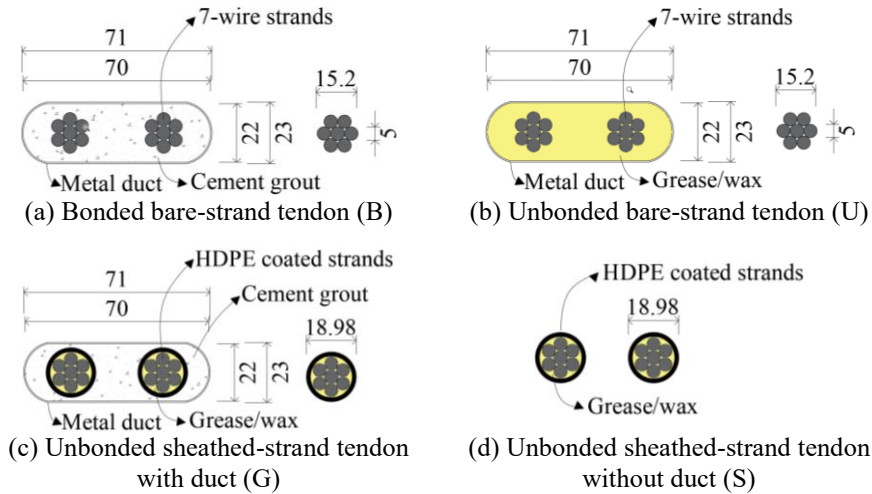 7-wire strands
71
70
15.2
22
23
5
Metal duct
Cement grout
(a) Bonded bare-strand tendon (B)
71
70
15.2
22
23
5
Metal duct
Grease/wax
(b) Unbonded bare-strand tendon (U)
HDPE coated strands
71
Cement grout
70
18.98
22
23
Metal duct
Grease/wax
(c) Unbonded sheathed-strand tendon
with duct (G)
HDPE coated strands
18.98
Grease/wax
(d) Unbonded sheathed-strand tendon
without duct (S)